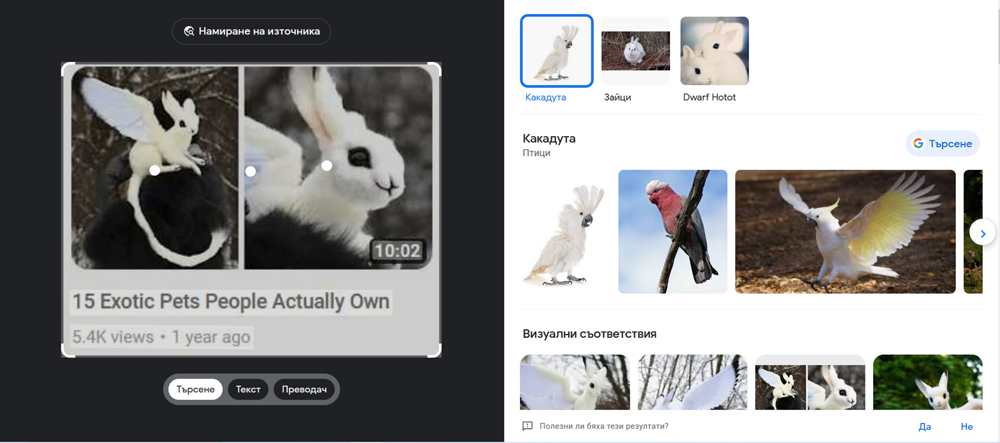 Намиране на източника
10:02
15 Exotic Pets People Actually Own
5.4K views • 1 year ago
Търсене
Текст
Преводач
Какадута
Зайци
Dwarf Hotot
Какадута
Птици
Търсене
Визуални съответствия
Полезни ли бяха тези резултати?
Да
Не